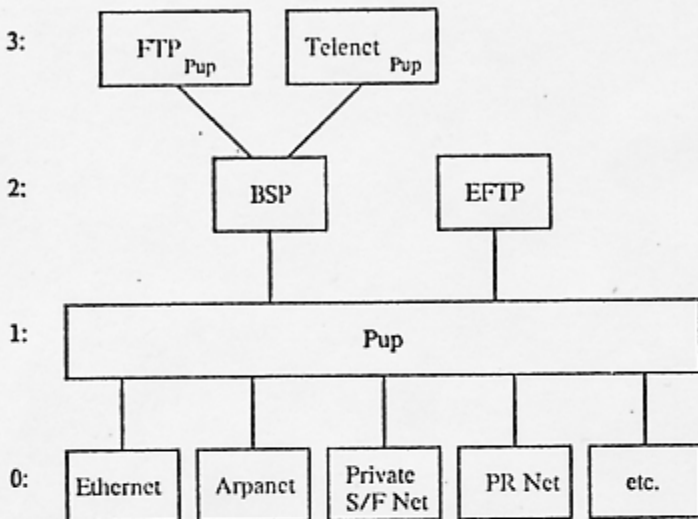 3:
FTP Pup
Telenet Pup
2:
BSP
EFTP
1:
Pup
0:
Ethernet
Arpanet
Private
S/F Net
PR Net
etc.